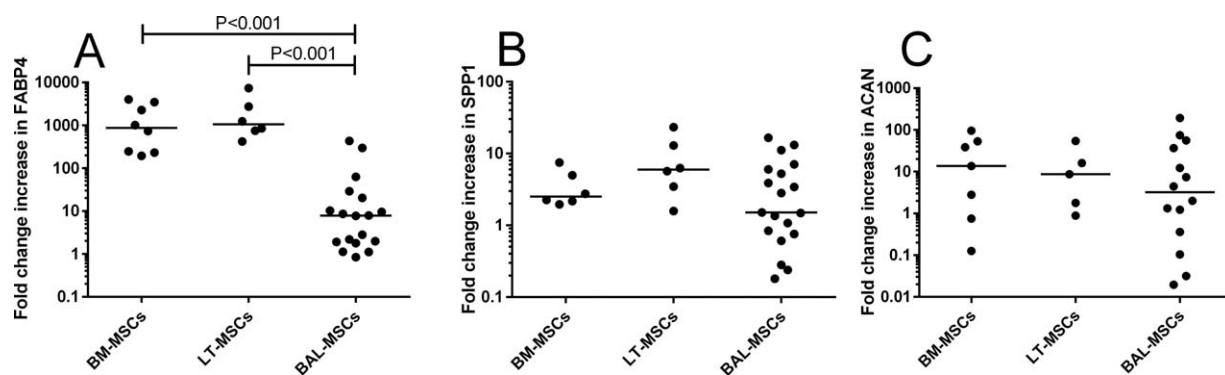 A
P<0.001
P<0.001
Fold change increase in FABP4
10000
1000
100
10
1
0.1
BM-MSCs
LT-MSCs
BAL-MSCs
B
Fold change increase in SPP1
100
10
1
0.1
BM-MSCs
LT-MSCs
BAL-MSCs
C
Fold change increase in ACAN
1000
100
10
1
0.1
0.01
BM-MSCs
LT-MSCs
BAL-MSCs